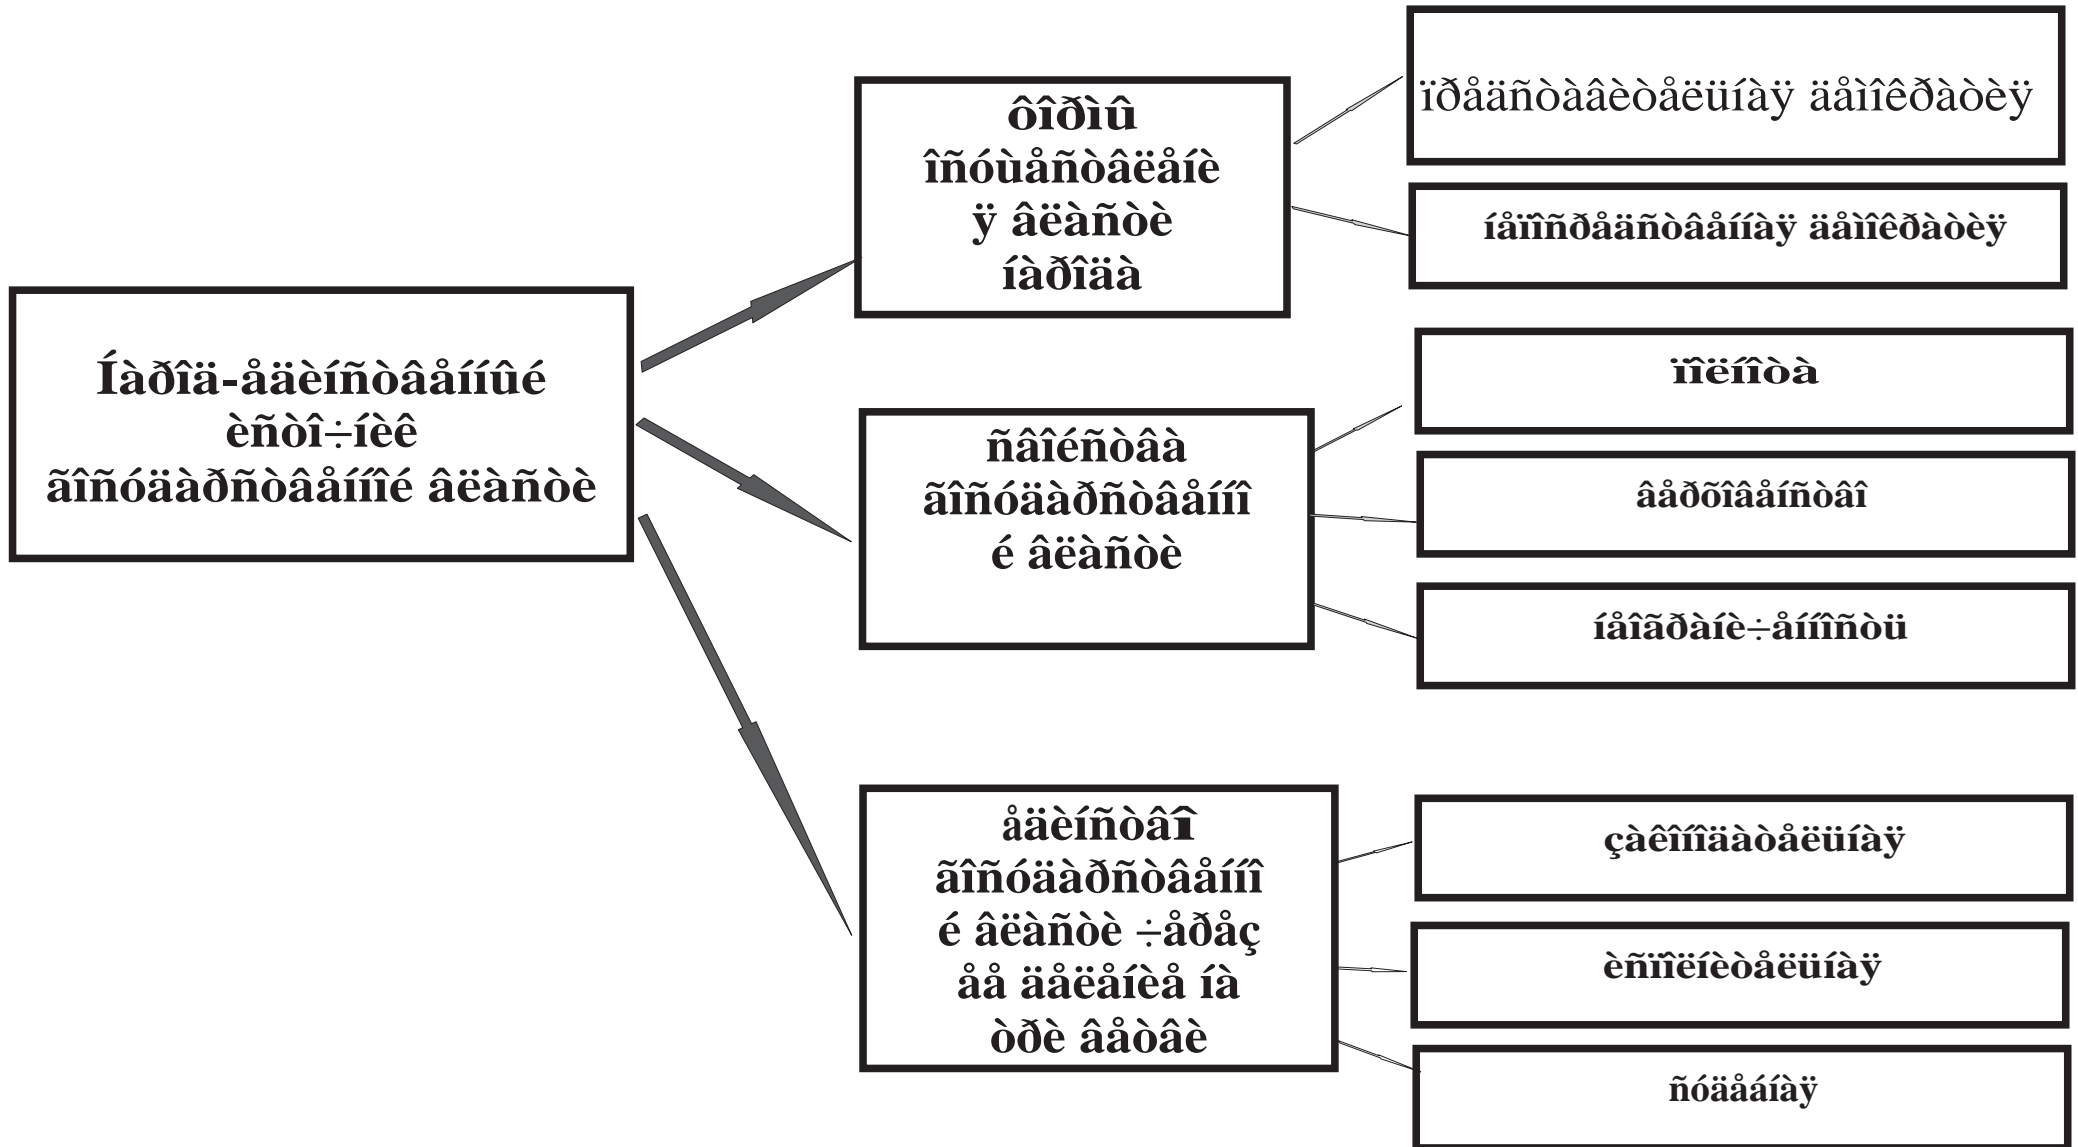 Íàðîä-åäèíñòâåííûé
èñòî÷íèê
ãîñóäàðñòâåííîé âëàñòè
ôîðìû
îñóùåñòâëåíè
ÿ âëàñòè
íàðîäà
ïðåäñòàâèòåëüíàÿ äåìîêðàòèÿ
íåïîñðåäñòâåííàÿ äåìîêðàòèÿ
ñâîéñòâà
ãîñóäàðñòâåííî
é âëàñòè
ïîëíîòà
âåðõîâåíñòâî
íåîãðàíè÷åííîñòü
åäèíñòâî
ãîñóäàðñòâåííî
é âëàñòè ÷åðåç
åå äåëåíèå íà
òðè âåòâè
çàêîíîäàòåëüíàÿ
èñïîëíèòåëüíàÿ
ñóäåáíàÿ